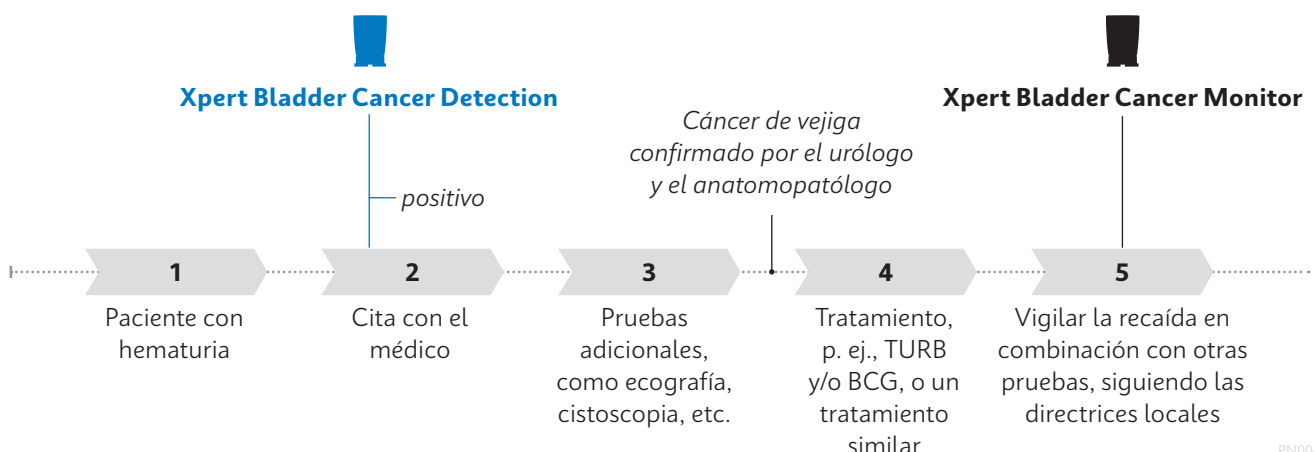 Xpert Bladder Cancer Detection
Xpert Bladder Cancer Monitor
Cáncer de vejiga
confirmado por el urólogo
y el anatomopatólogo
positivo
1
2
3
4
5
Paciente con
hematuria
Cita con el
médico
Pruebas
adicionales,
como ecografía,
cistoscopia, etc.
Tratamiento,
p. ej., TURB
y/o BCG, o un
tratamiento
similar
Vigilar la recaída en
combinación con otras
pruebas, siguiendo las
directrices locales